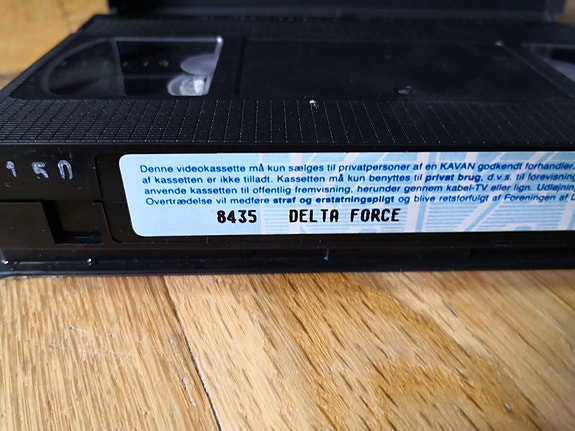 Denne videokassette må kun sælges til privatpersoner af en KAVAN godkendt forhandler.
af kassetten er ikke tilladt. Kassetten må kun benyttes til privat brug, d.v.s. til forevisning
anvende kassetten til offentlig fremvisning, herunder gennem kabel-TV eller lign. Udlejning
Overtrædelse vil medføre straf og erstatningspligt og blive retsforfulgt af Foreningen af D
8435 DELTA FORCE